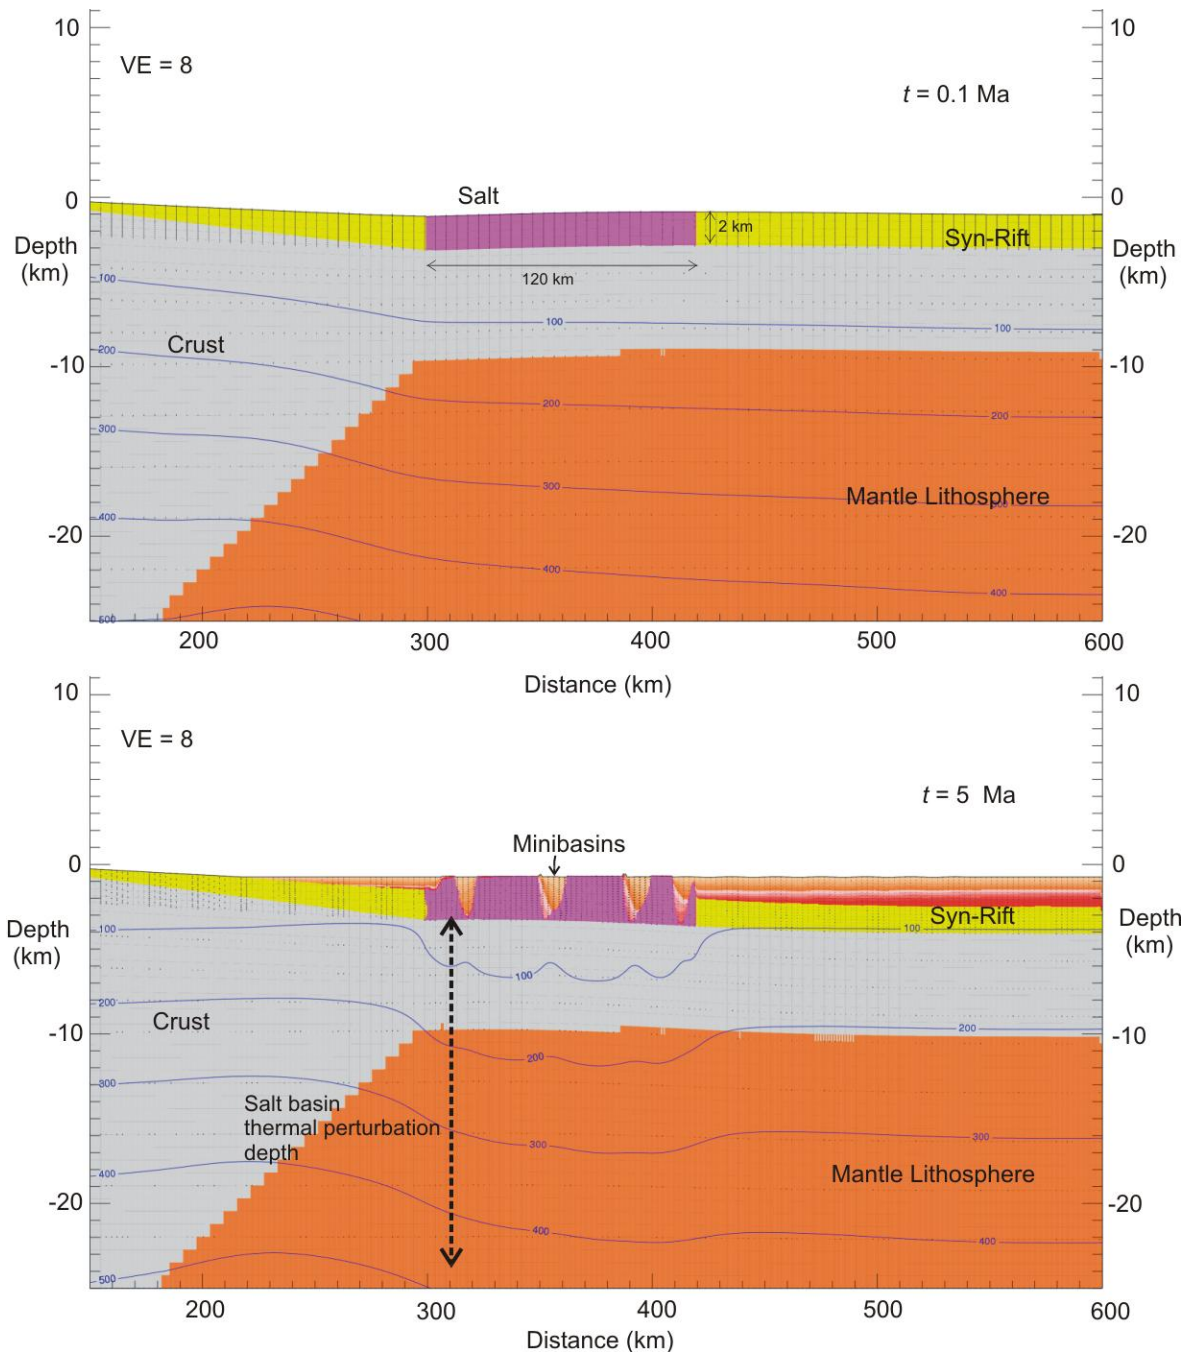 10
10
VE = 8
t = 0.1 Ma
Salt
0
0
2 km
Syn-Rift
Depth
(km)
Depth
(km)
120 km
100
100
100
Crust
200
-10
-10
200
200
300
300
Mantle Lithosphere
400
-20
-20
400
400
500
200
300
400
500
600
Distance (km)
10
10
VE = 8
t = 5 Ma
Minibasins
0
0
Syn-Rift
Depth
(km)
Depth
(km)
100
100
100
200
Crust
-10
-10
200
200
300
Salt basin
thermal perturbation
depth
300
300
Mantle Lithosphere
400
-20
-20
400
400
500
200
300
400
500
600
Distance (km)